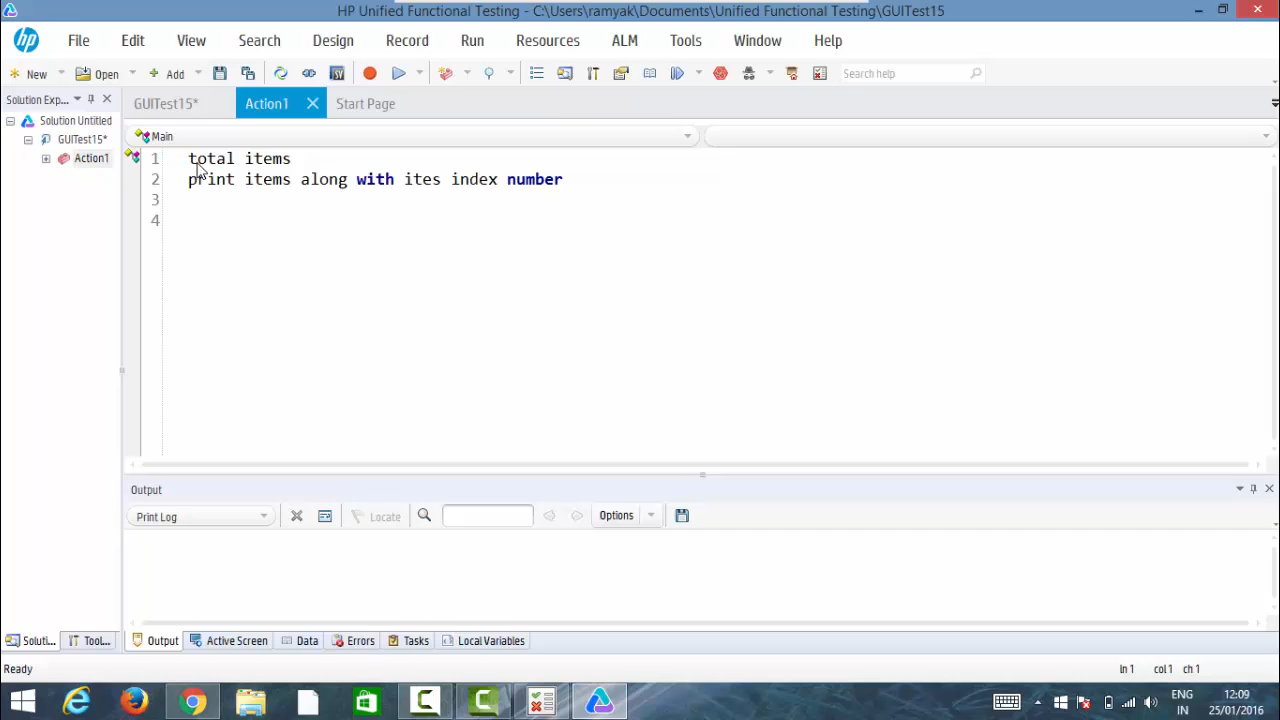 HP Unified Functional Testing - C:\Users\ramyak\Documents\Unified Functional Testing\GUITest15
hp File Edit View Search Design Record Run Resources ALM Tools Window Help
New Open Add Search help
Solution Exp... GUITest15* Action1 Start Page
Solution Untitled
GUITest15*
Action1
Main
1 total items
2 print items along with ites index number
3
4
Output
Print Log Locate Options
Soluti... Tool... Output Active Screen Data Errors Tasks Local Variables
Ready ln 1 col 1 ch 1
ENG 12:09
IN 25/01/2016